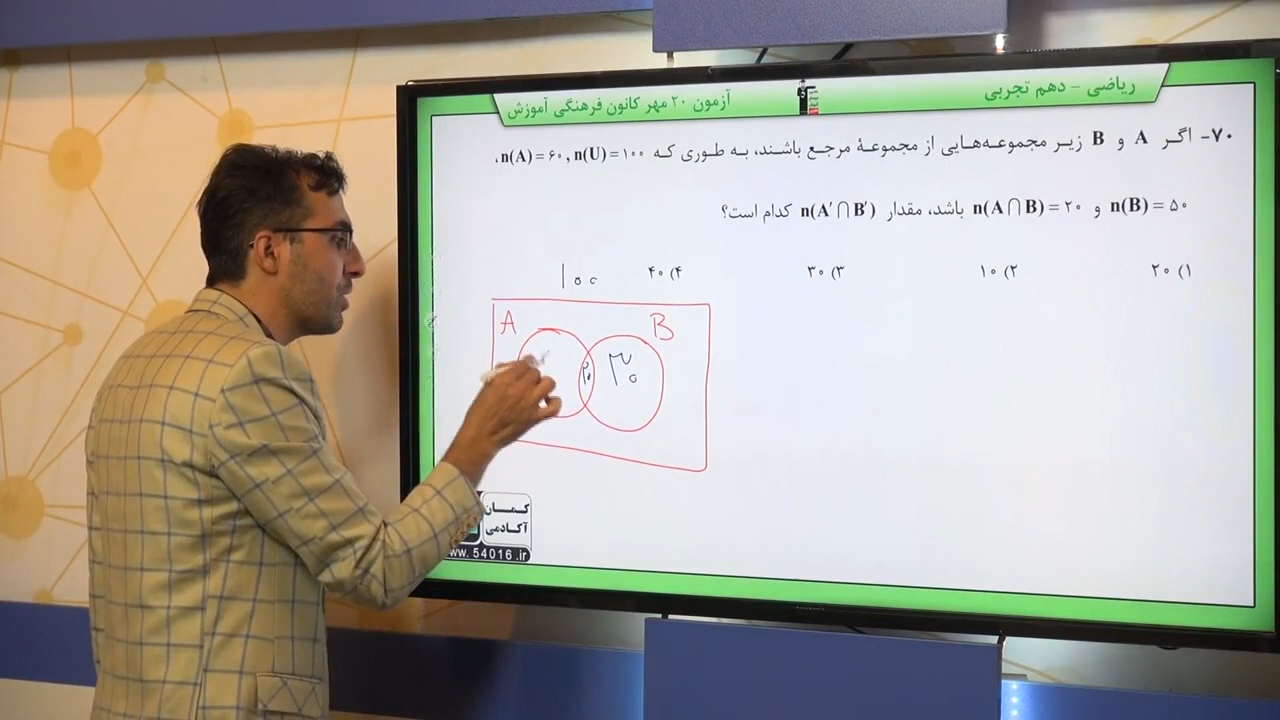 ریاضی - دهم تجربی
آزمون ۲۰ مهر کانون فرهنگی آموزش
۷۰- اگر A و B زیر مجموعه‌هایی از مجموعهٔ مرجع باشند، به طوری که n(A) = ۶۰ , n(U) = ۱۰۰ ،
n(B) = ۵۰ و n(A∩B) = ۲۰ باشد، مقدار n(A′∩B′) کدام است؟
۱) ۲۰
۲) ۱۰
۳) ۳۰
۴) ۴۰
100
A
B
۲۰
۳۰
کمان
آکادمی
www.54016.ir